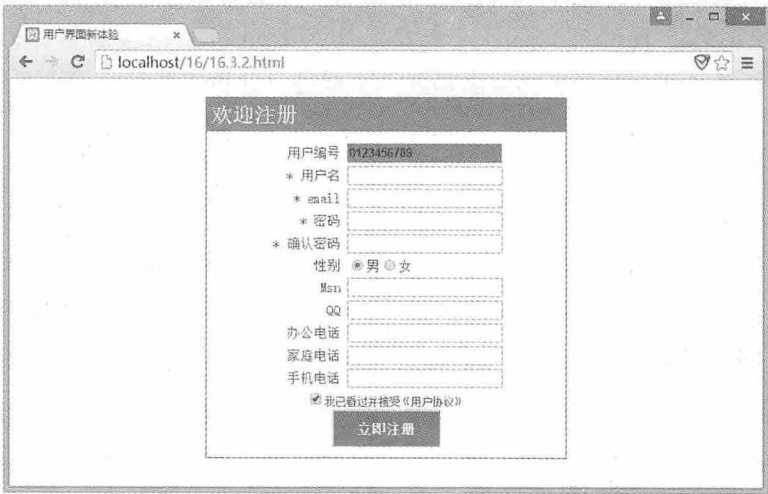 用户界面新体验
localhost/16/16.3.2.html
欢迎注册
用户编号 0123456789
* 用户名
* email
* 密码
* 确认密码
性别 男 女
Msn
QQ
办公电话
家庭电话
手机电话
我已看过并接受《用户协议》
立即注册